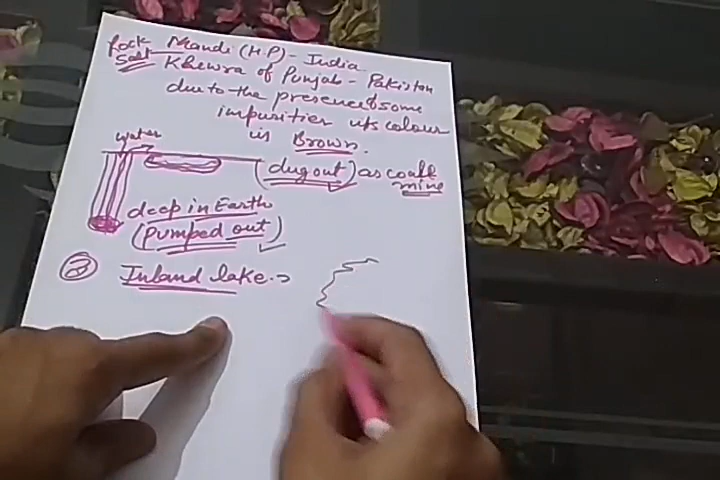 Rock Mandi (H.P) - India
Salt Khewra of Punjab - Pakistan
due to the presence of some
impurities its colour
is Brown.
water
(dug out) as coal
mine
deep in Earth
(pumped out)
② Inland lake :->